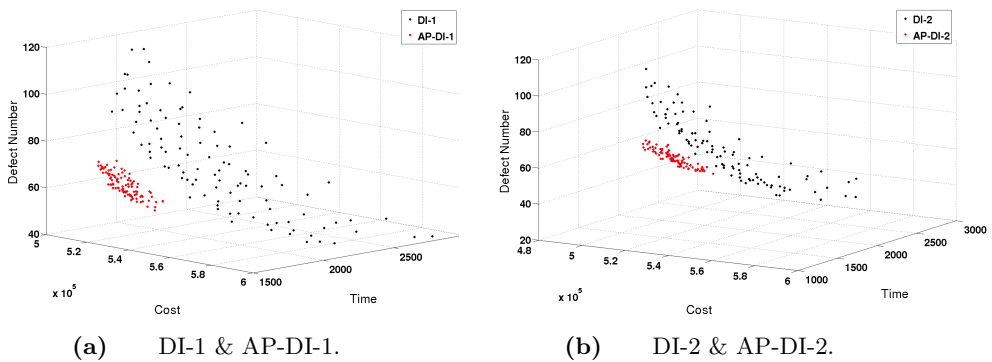 DI-1
AP-DI-1
120
100
80
60
40
Defect Number
5
5.2
5.4
5.6
5.8
6
x 10^5
Cost
1500
2000
2500
Time
(a) DI-1 & AP-DI-1.
DI-2
AP-DI-2
120
100
80
60
40
20
Defect Number
4.8
5
5.2
5.4
5.6
5.8
6
x 10^5
Cost
1000
1500
2000
2500
3000
Time
(b) DI-2 & AP-DI-2.